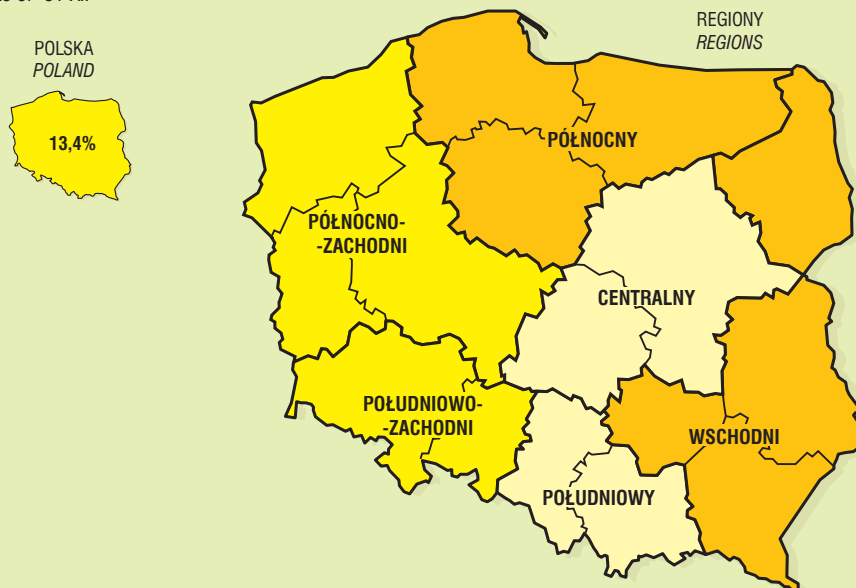 POLSKA
POLAND
13,4%
REGIONY
REGIONS
PÓŁNOCNY
PÓŁNOCNO-
-ZACHODNI
CENTRALNY
POŁUDNIOWO-
-ZACHODNI
WSCHODNI
POŁUDNIOWY